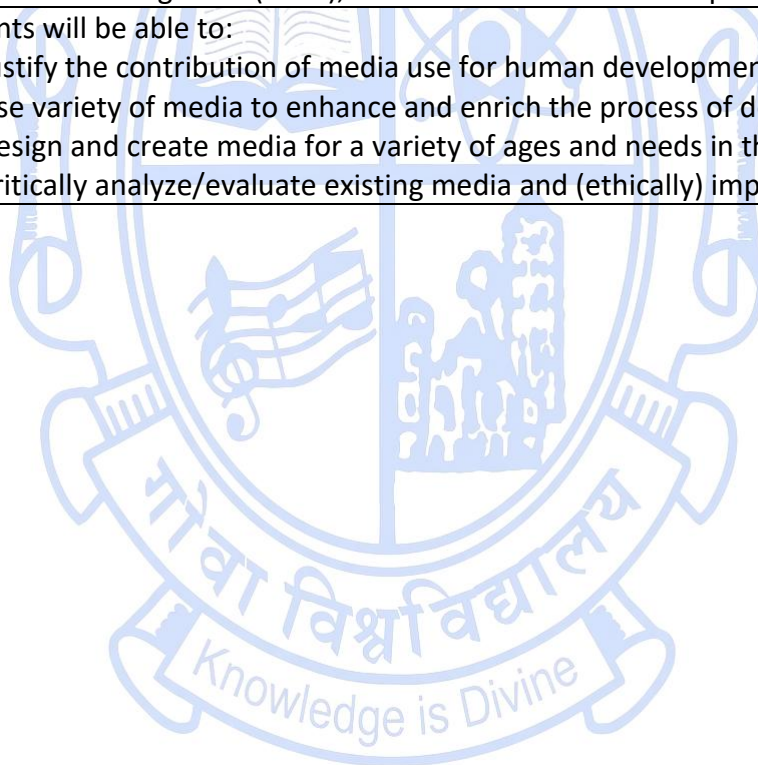 nts will be able to:
stify the contribution of media use for human developmen
se variety of media to enhance and enrich the process of d
esign and create media for a variety of ages and needs in th
ritically analyze/evaluate existing media and (ethically) imp
गोंवा विश्वविद्यालय
Knowledge is Divine